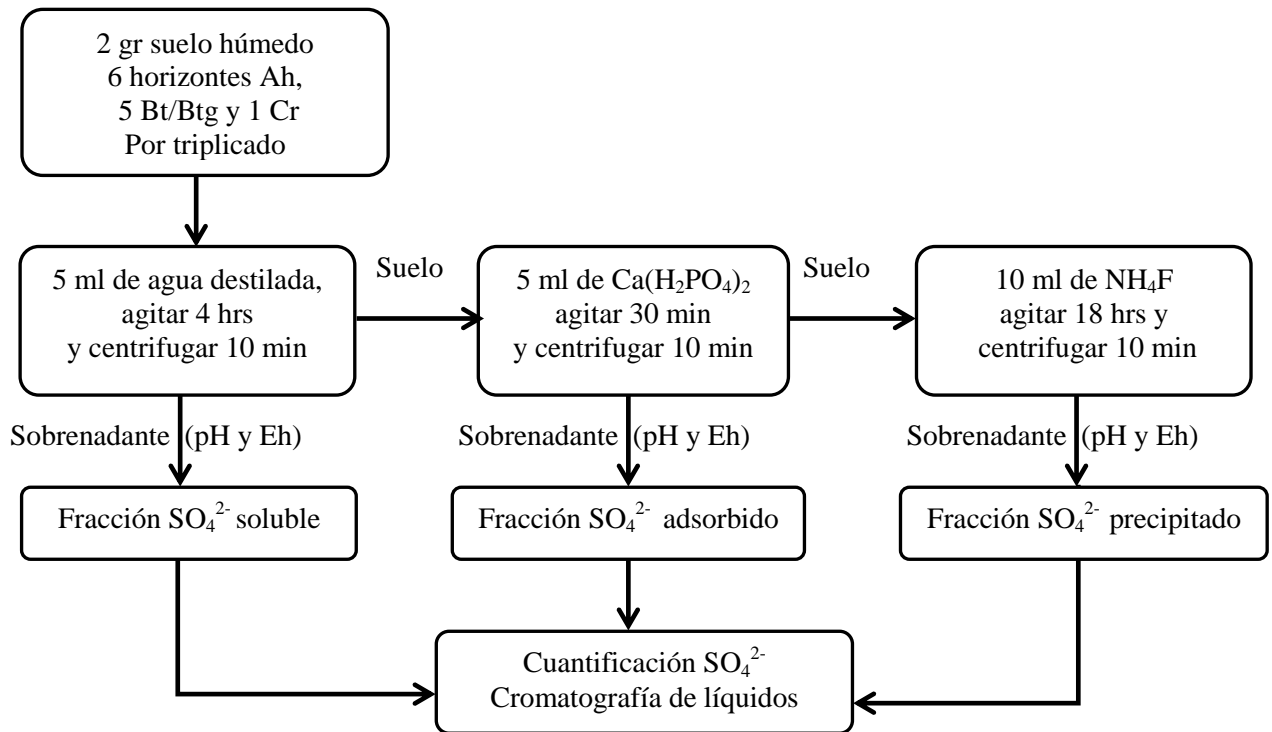 2 gr suelo húmedo
6 horizontes Ah,
5 Bt/Btg y 1 Cr
Por triplicado
5 ml de agua destilada,
agitar 4 hrs
y centrifugar 10 min
Suelo
5 ml de Ca(H₂PO₄)₂
agitar 30 min
y centrifugar 10 min
Suelo
10 ml de NH₄F
agitar 18 hrs y
centrifugar 10 min
Sobrenadante (pH y Eh)
Sobrenadante (pH y Eh)
Sobrenadante (pH y Eh)
Fracción SO₄²⁻ soluble
Fracción SO₄²⁻ adsorbido
Fracción SO₄²⁻ precipitado
Cuantificación SO₄²⁻
Cromatografía de líquidos